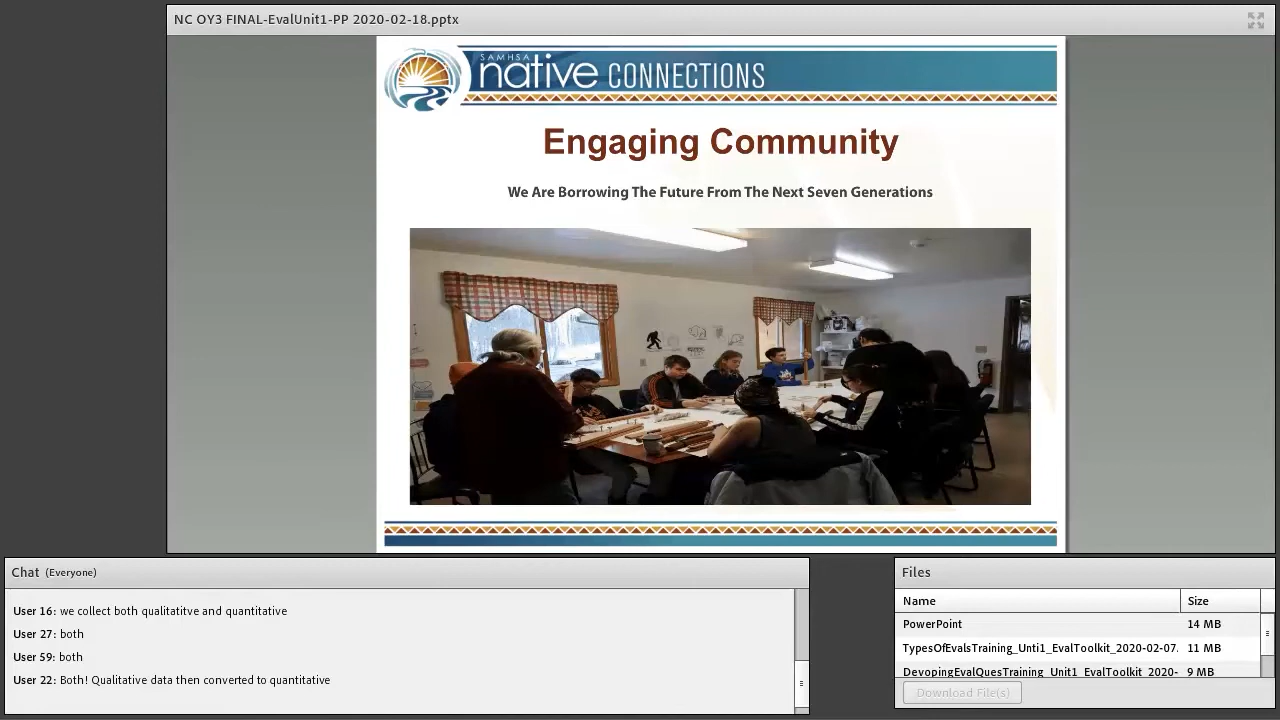 NC OY3 FINAL-EvalUnit1-PP 2020-02-18.pptx
SAMHSA
native CONNECTIONS
Engaging Community
We Are Borrowing The Future From The Next Seven Generations
Chat (Everyone)
User 16: we collect both qualitatitve and quantitative
User 27: both
User 59: both
User 22: Both! Qualitative data then converted to quantitative
Files
Name Size
PowerPoint 14 MB
TypesOfEvalsTraining_Unti1_EvalToolkit_2020-02-07. 11 MB
DevopingEvalQuesTraining_Unit1_EvalToolkit_2020- 9 MB
Download File(s)